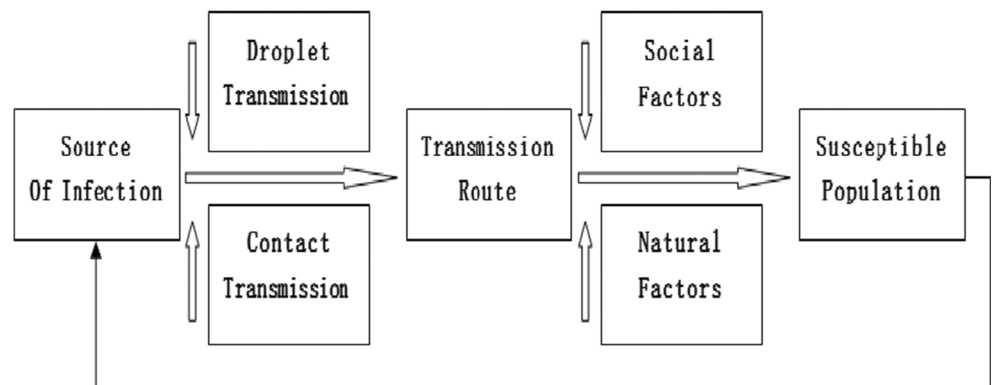 Droplet
Transmission
Social
Factors
Source
Of Infection
Transmission
Route
Susceptible
Population
Contact
Transmission
Natural
Factors